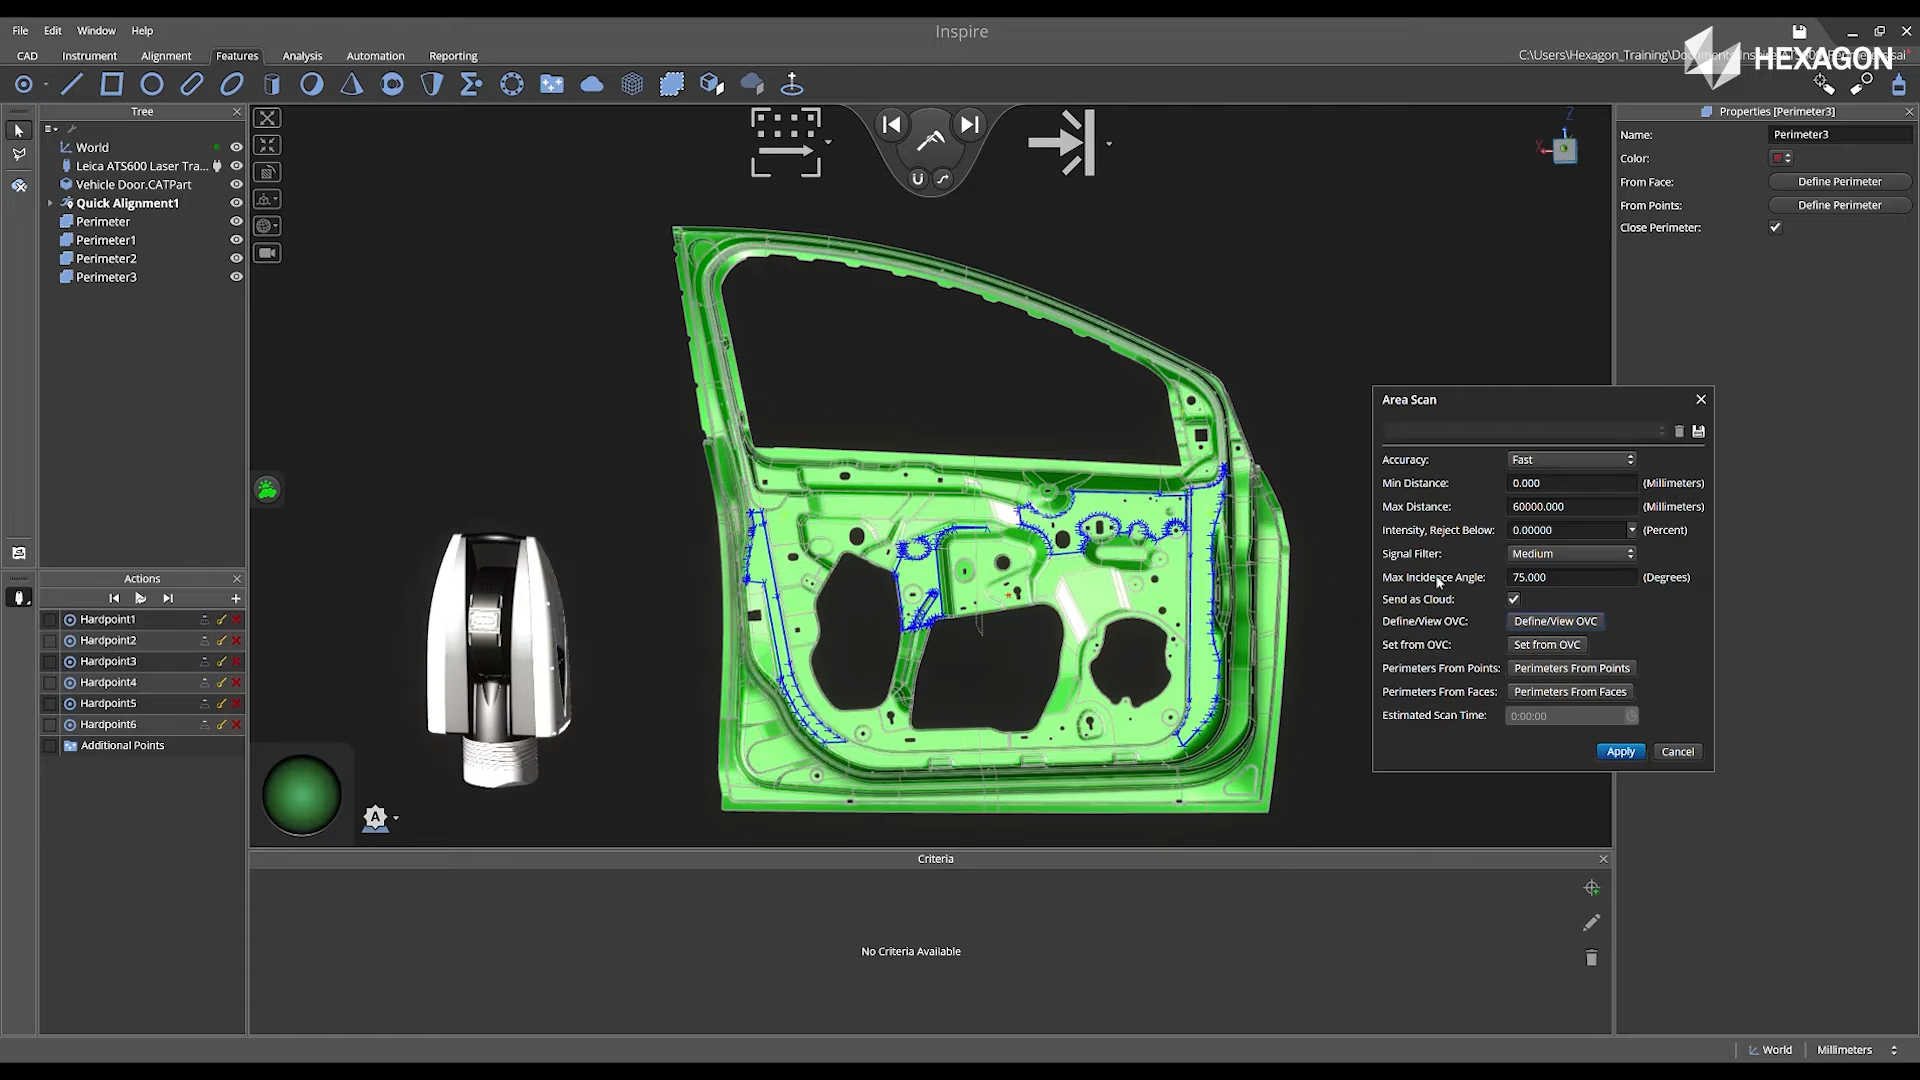 File Edit Window Help
Inspire
HEXAGON
CAD Instrument Alignment Features Analysis Automation Reporting
Tree
World
Leica ATS600 Laser Tra...
Vehicle Door.CATPart
Quick Alignment1
Perimeter
Perimeter1
Perimeter2
Perimeter3
Actions
Hardpoint1
Hardpoint2
Hardpoint3
Hardpoint4
Hardpoint5
Hardpoint6
Additional Points
A
Z
X
Properties [Perimeter3]
Name: Perimeter3
Color:
From Face: Define Perimeter
From Points: Define Perimeter
Close Perimeter:
Area Scan
Accuracy: Fast
Min Distance: 0.000 (Millimeters)
Max Distance: 60000.000 (Millimeters)
Intensity, Reject Below: 0.00000 (Percent)
Signal Filter: Medium
Max Incidence Angle: 75.000 (Degrees)
Send as Cloud:
Define/View OVC: Define/View OVC
Set from OVC: Set from OVC
Perimeters From Points: Perimeters From Points
Perimeters From Faces: Perimeters From Faces
Estimated Scan Time: 0:00:00
Apply Cancel
Criteria
No Criteria Available
World Millimeters